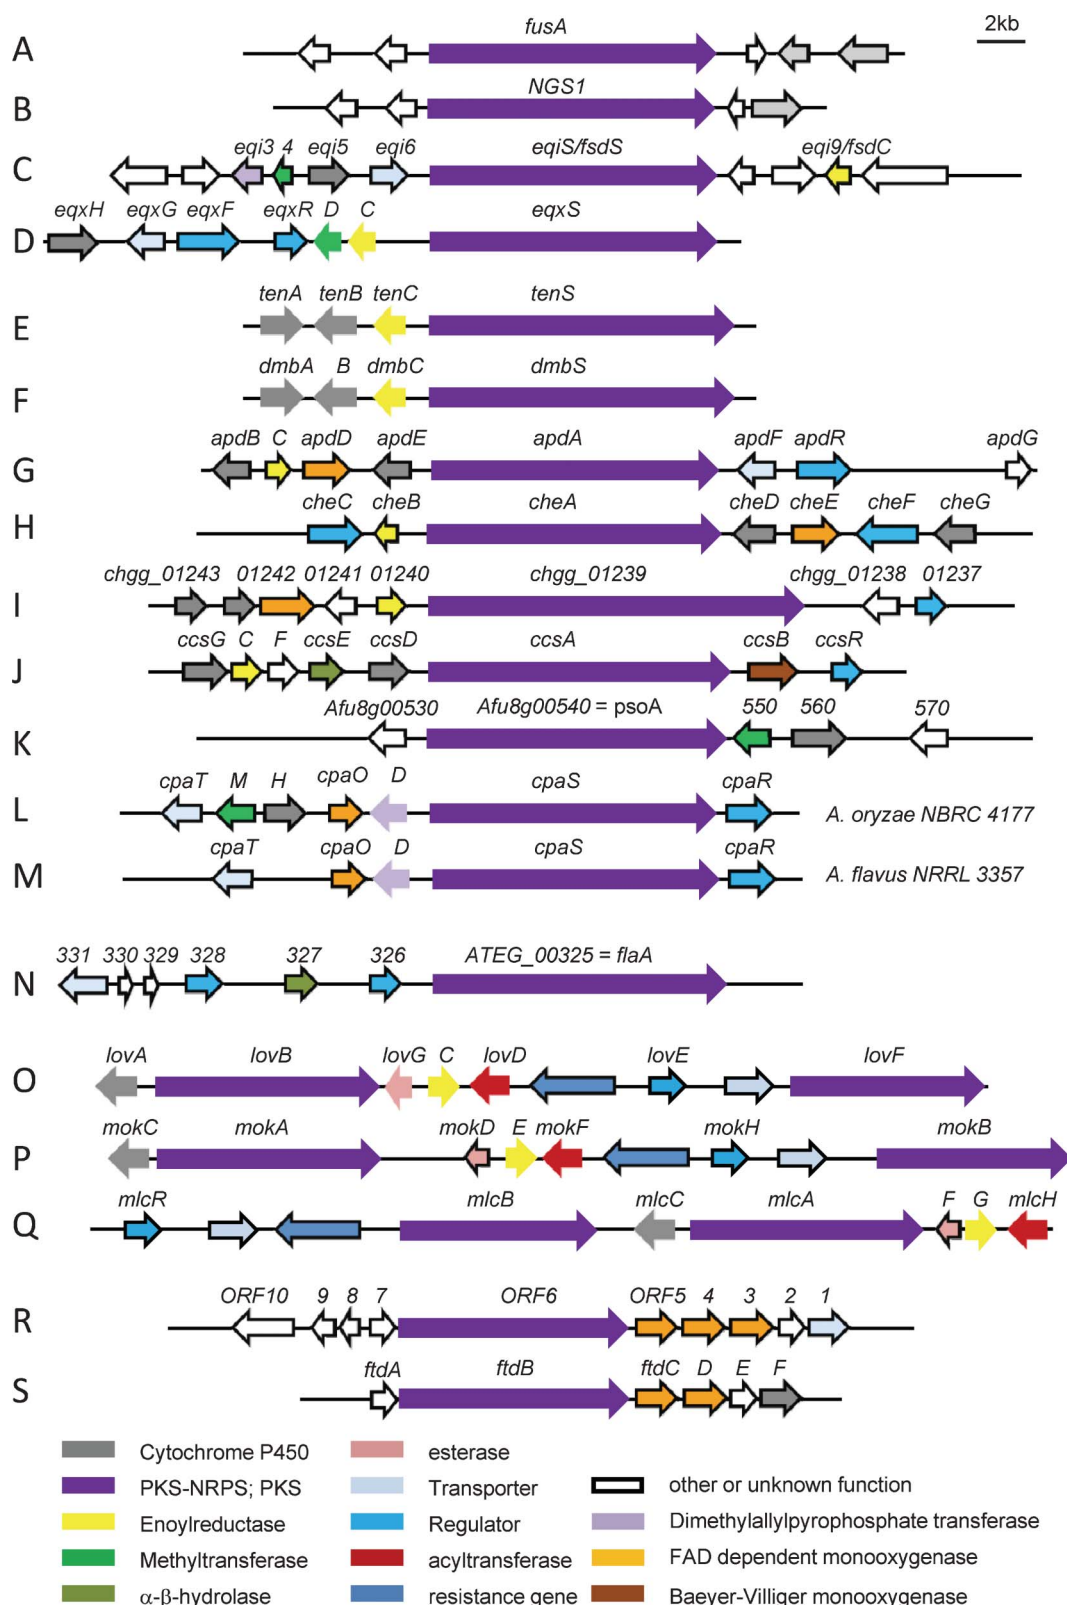 fusA
2kb
A
NGS1
B
eqi3 4 eqi5 eqi6 eqiS/fsdS eqi9/fsdC
C
eqxH eqxG eqxF eqxR D C eqxS
D
tenA tenB tenC tenS
E
dmbA B dmbC dmbS
F
apdB C apdD apdE apdA apdF apdR apdG
G
cheC cheB cheA cheD cheE cheF cheG
H
chgg_01243 01242 01241 01240 chgg_01239 chgg_01238 01237
I
ccsG C F ccsE ccsD ccsA ccsB ccsR
J
Afu8g00530 Afu8g00540 = psoA 550 560 570
K
cpaT M H cpaO D cpaS cpaR
L A. oryzae NBRC 4177
cpaT cpaO D cpaS cpaR
M A. flavus NRRL 3357
331 330 329 328 327 326 ATEG_00325 = flaA
N
lovA lovB lovG C lovD lovE lovF
O
mokC mokA mokD E mokF mokH mokB
P
mlcR mlcB mlcC mlcA F G mlcH
Q
ORF10 9 8 7 ORF6 ORF5 4 3 2 1
R
ftdA ftdB ftdC D E F
S
Cytochrome P450 esterase
PKS-NRPS; PKS Transporter other or unknown function
Enoylreductase Regulator Dimethylallylpyrophosphate transferase
Methyltransferase acyltransferase FAD dependent monooxygenase
α-β-hydrolase resistance gene Baeyer-Villiger monooxygenase